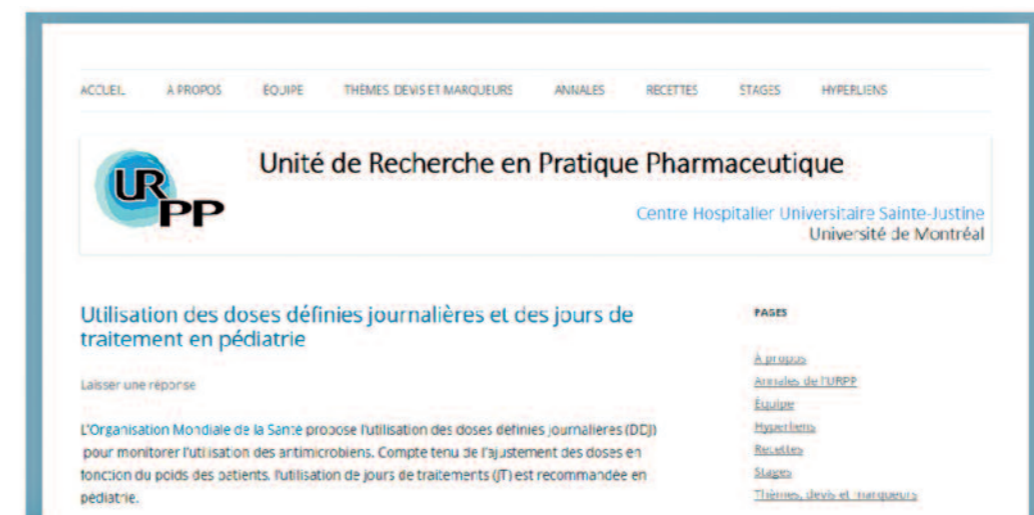 ACCUEIL À PROPOS ÉQUIPE THÈMES, DEVIS ET MARQUEURS ANNALES RECETTES STAGES HYPERLIENS
URPP
Unité de Recherche en Pratique Pharmaceutique
Centre Hospitalier Universitaire Sainte-Justine
Université de Montréal
Utilisation des doses définies journalières et des jours de
traitement en pédiatrie
Laisser une réponse
L'Organisation Mondiale de la Santé propose l'utilisation des doses définies journalières (DDJ)
pour monitorer l'utilisation des antimicrobiens. Compte tenu de l'ajustement des doses en
fonction du poids des patients, l'utilisation de jours de traitements (JT) est recommandée en
pédiatrie.
PAGES
À propos
Annales de l'URPP
Équipe
Hyperliens
Recettes
Stages
Thèmes, devis et marqueurs